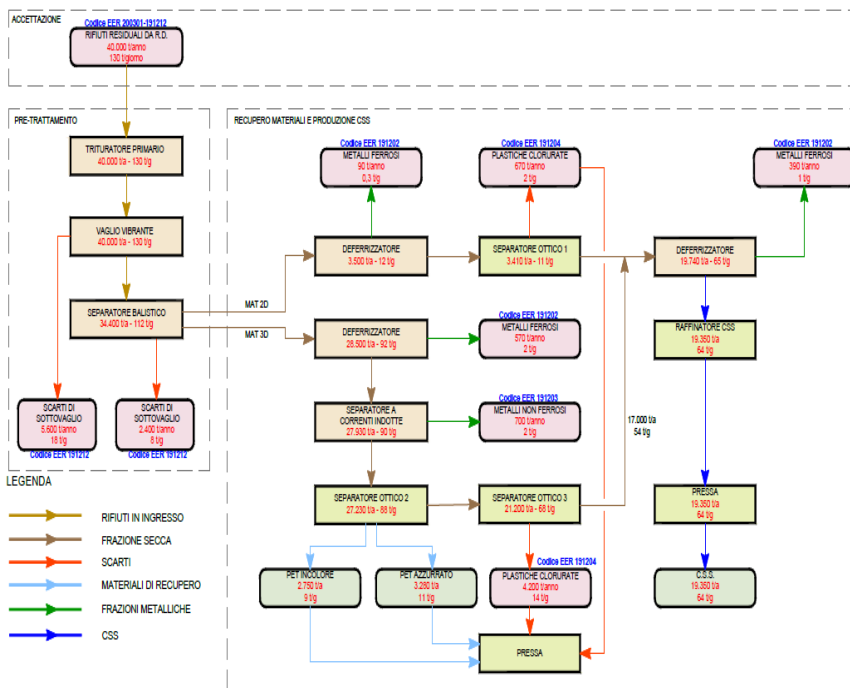 ACCETTAZIONE
Codice EER 200301-191212
RIFIUTI RESIDUALI DA R.D.
40.000 t/anno
130 t/giorno
PRE-TRATTAMENTO
TRITURATORE PRIMARIO
40.000 t/a - 130 t/g
VAGLIO VIBRANTE
40.000 t/a - 130 t/g
SEPARATORE BALISTICO
34.400 t/a - 112 t/g
SCARTI DI
SOTTOVAGLIO
5.600 t/anno
18 t/g
Codice EER 191212
SCARTI DI
SOTTOVAGLIO
2.400 t/anno
8 t/g
Codice EER 191212
MAT 2D
MAT 3D
RECUPERO MATERIALI E PRODUZIONE CSS
Codice EER 191202
METALLI FERROSI
90 t/anno
0,3 t/g
Codice EER 191204
PLASTICHE CLORURATE
670 t/anno
2 t/g
Codice EER 191202
METALLI FERROSI
390 t/anno
1 t/g
DEFERRIZZATORE
3.500 t/a - 12 t/g
SEPARATORE OTTICO 1
3.410 t/a - 11 t/g
DEFERRIZZATORE
19.740 t/a - 65 t/g
DEFERRIZZATORE
28.500 t/a - 92 t/g
Codice EER 191202
METALLI FERROSI
570 t/anno
2 t/g
RAFFINATORE CSS
19.350 t/a
64 t/g
SEPARATORE A
CORRENTI INDOTTE
27.930 t/a - 90 t/g
Codice EER 191203
METALLI NON FERROSI
700 t/anno
2 t/g
17.000 t/a
54 t/g
SEPARATORE OTTICO 2
27.230 t/a - 88 t/g
SEPARATORE OTTICO 3
21.200 t/a - 68 t/g
PRESSA
19.350 t/a
64 t/g
PET INCOLORE
2.750 t/a
9 t/g
PET AZZURRATO
3.280 t/a
11 t/g
Codice EER 191204
PLASTICHE CLORURATE
4.200 t/anno
14 t/g
C.S.S.
19.350 t/a
64 t/g
PRESSA
LEGENDA
RIFIUTI IN INGRESSO
FRAZIONE SECCA
SCARTI
MATERIALI DI RECUPERO
FRAZIONI METALLICHE
CSS